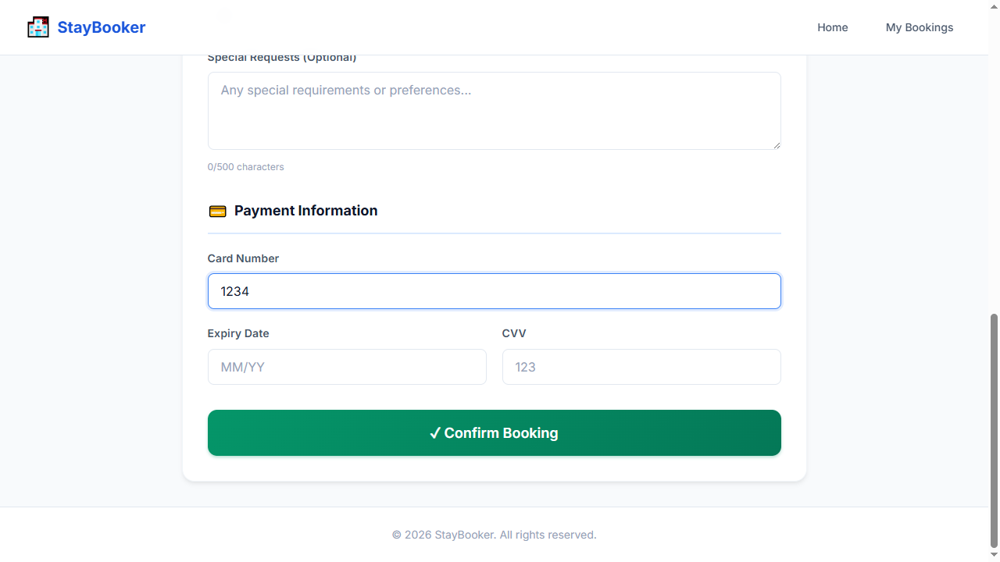 StayBooker
Home
My Bookings
Special Requests (Optional)
Any special requirements or preferences...
0/500 characters
Payment Information
Card Number
1234
Expiry Date
CVV
MM/YY
123
✓ Confirm Booking
© 2026 StayBooker. All rights reserved.